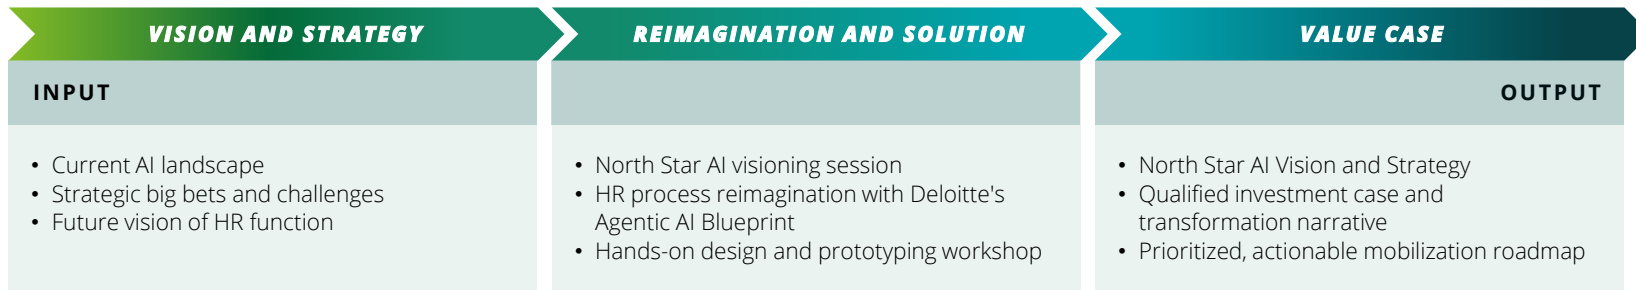 VISION AND STRATEGY
REIMAGINATION AND SOLUTION
VALUE CASE
INPUT
OUTPUT
• Current AI landscape
• Strategic big bets and challenges
• Future vision of HR function
• North Star AI visioning session
• HR process reimagination with Deloitte's
Agentic AI Blueprint
• Hands-on design and prototyping workshop
• North Star AI Vision and Strategy
• Qualified investment case and
transformation narrative
• Prioritized, actionable mobilization roadmap